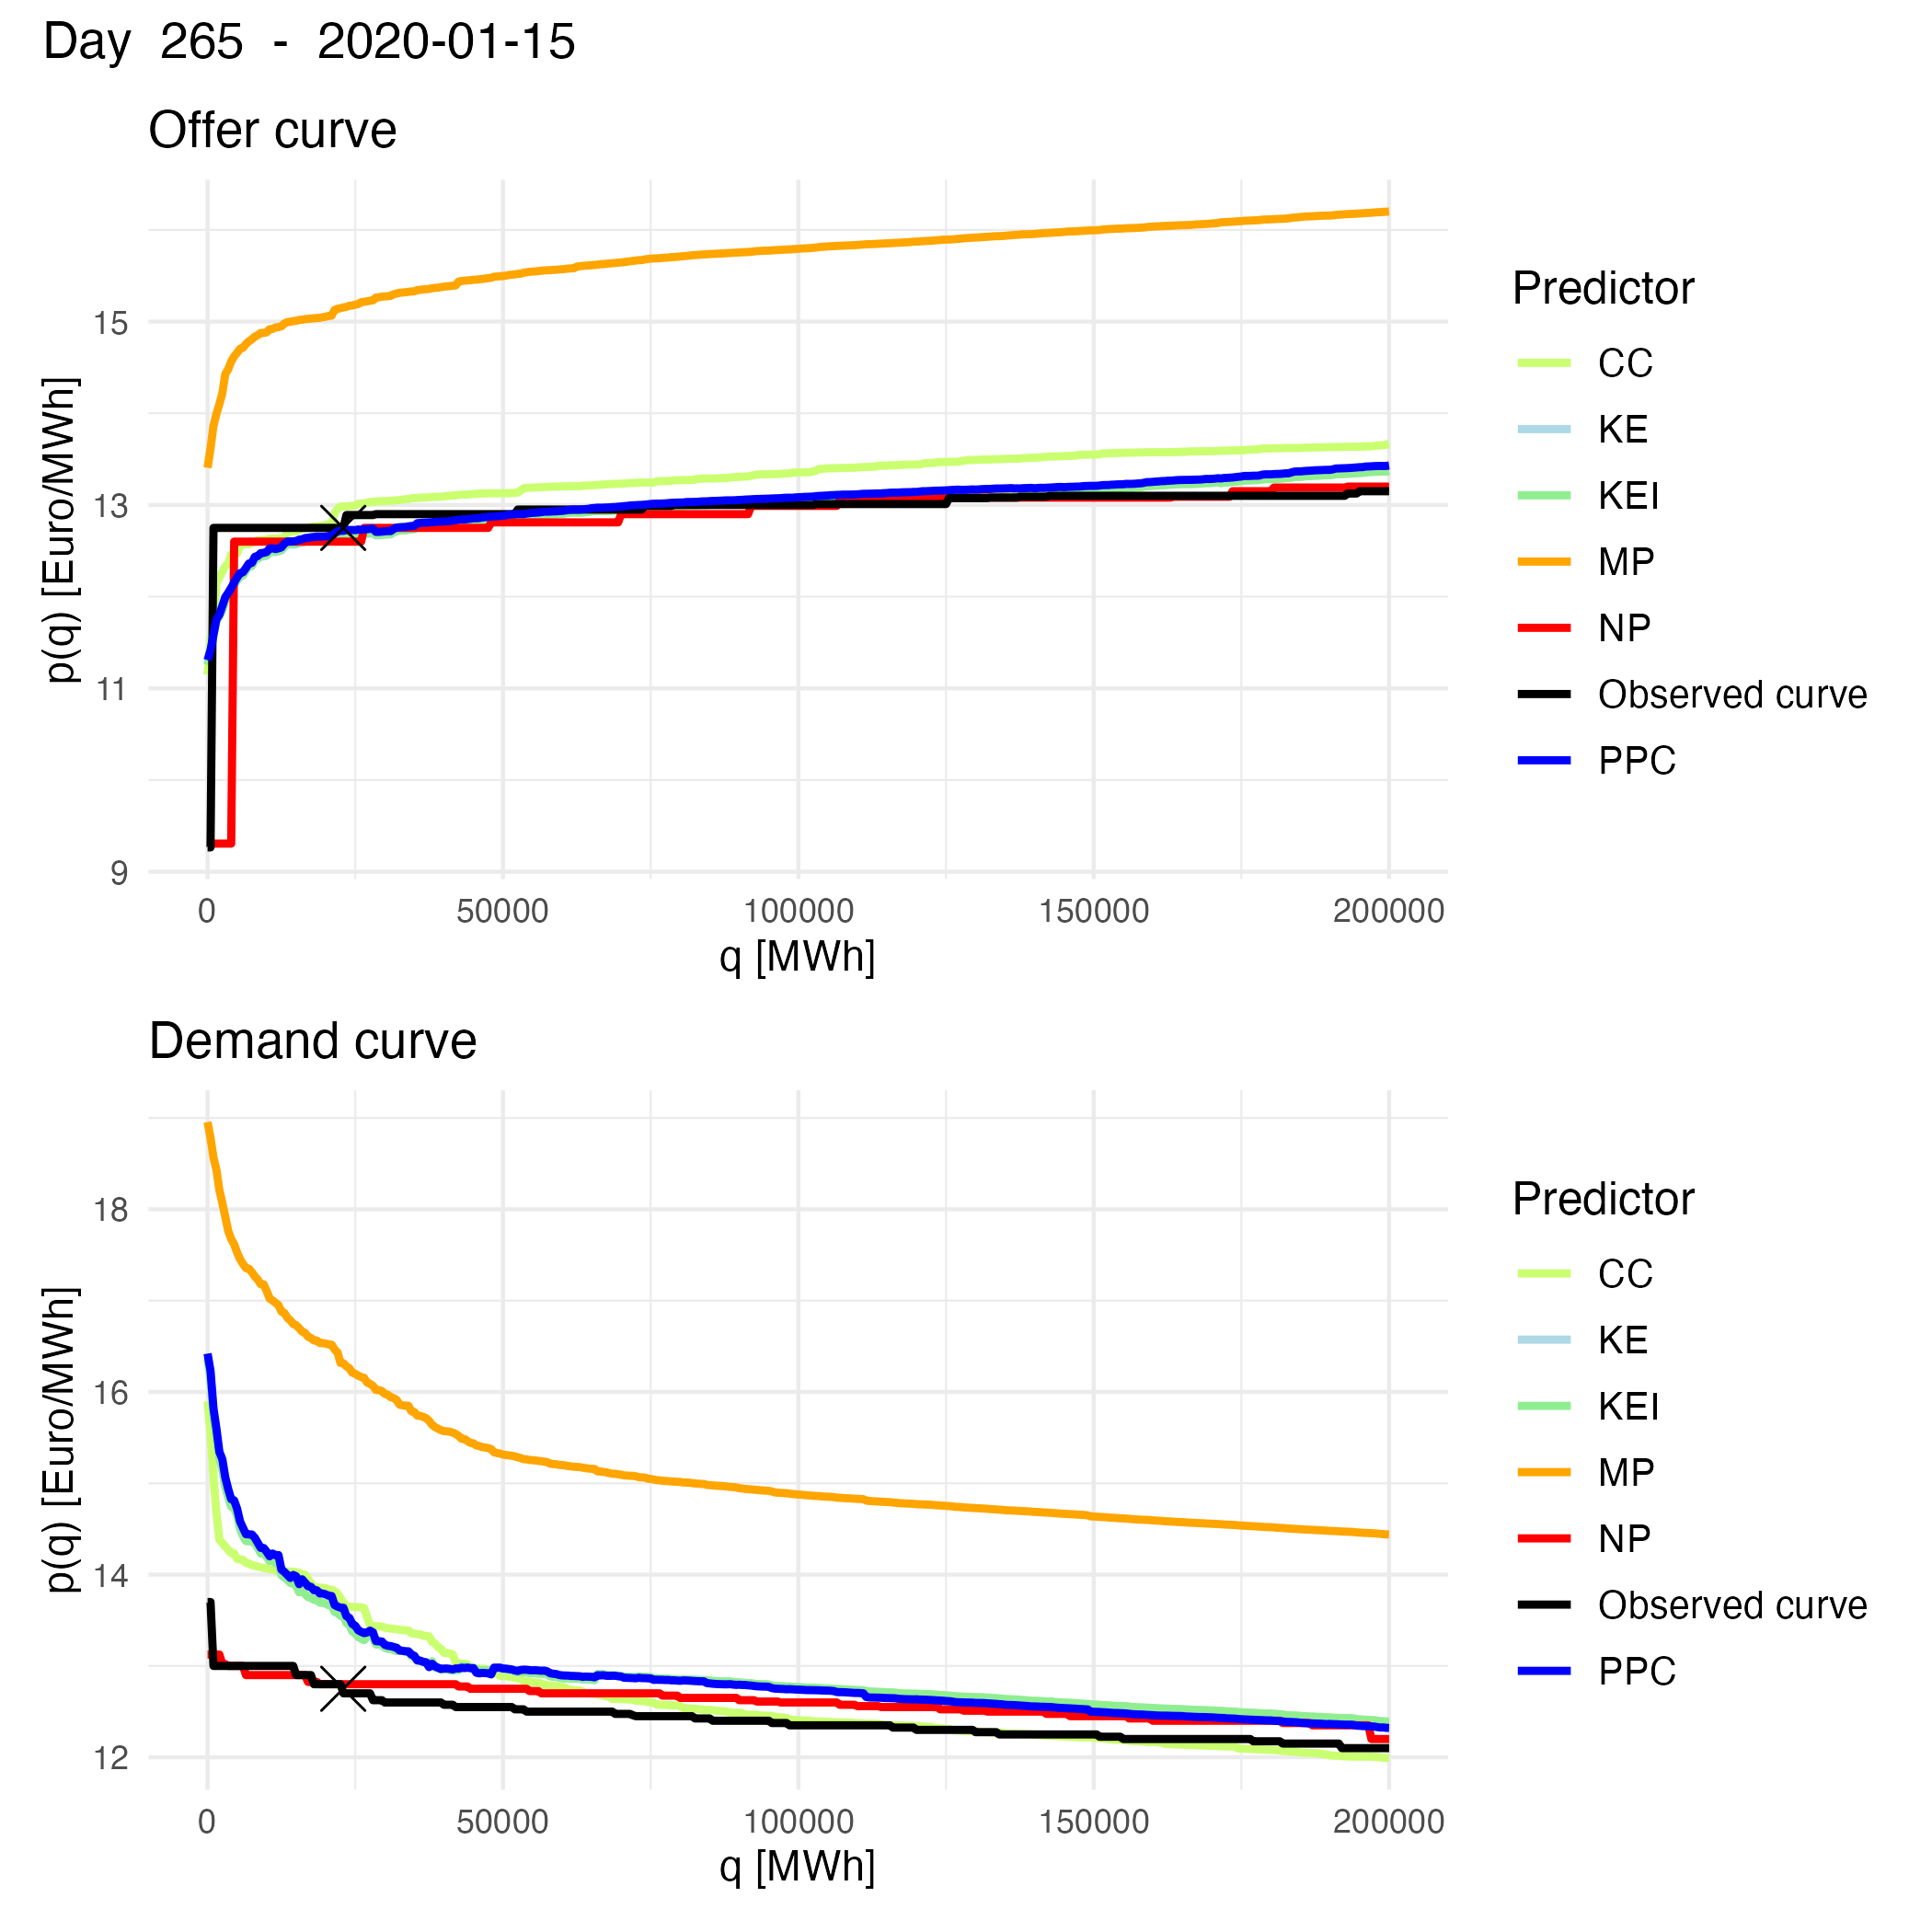 Day 265 - 2020-01-15
Offer curve
p(q) [Euro/MWh]
15
13
11
9
0 50000 100000 150000 200000
q [MWh]
Predictor
CC
KE
KEI
MP
NP
Observed curve
PPC
Demand curve
p(q) [Euro/MWh]
18
16
14
12
0 50000 100000 150000 200000
q [MWh]
Predictor
CC
KE
KEI
MP
NP
Observed curve
PPC